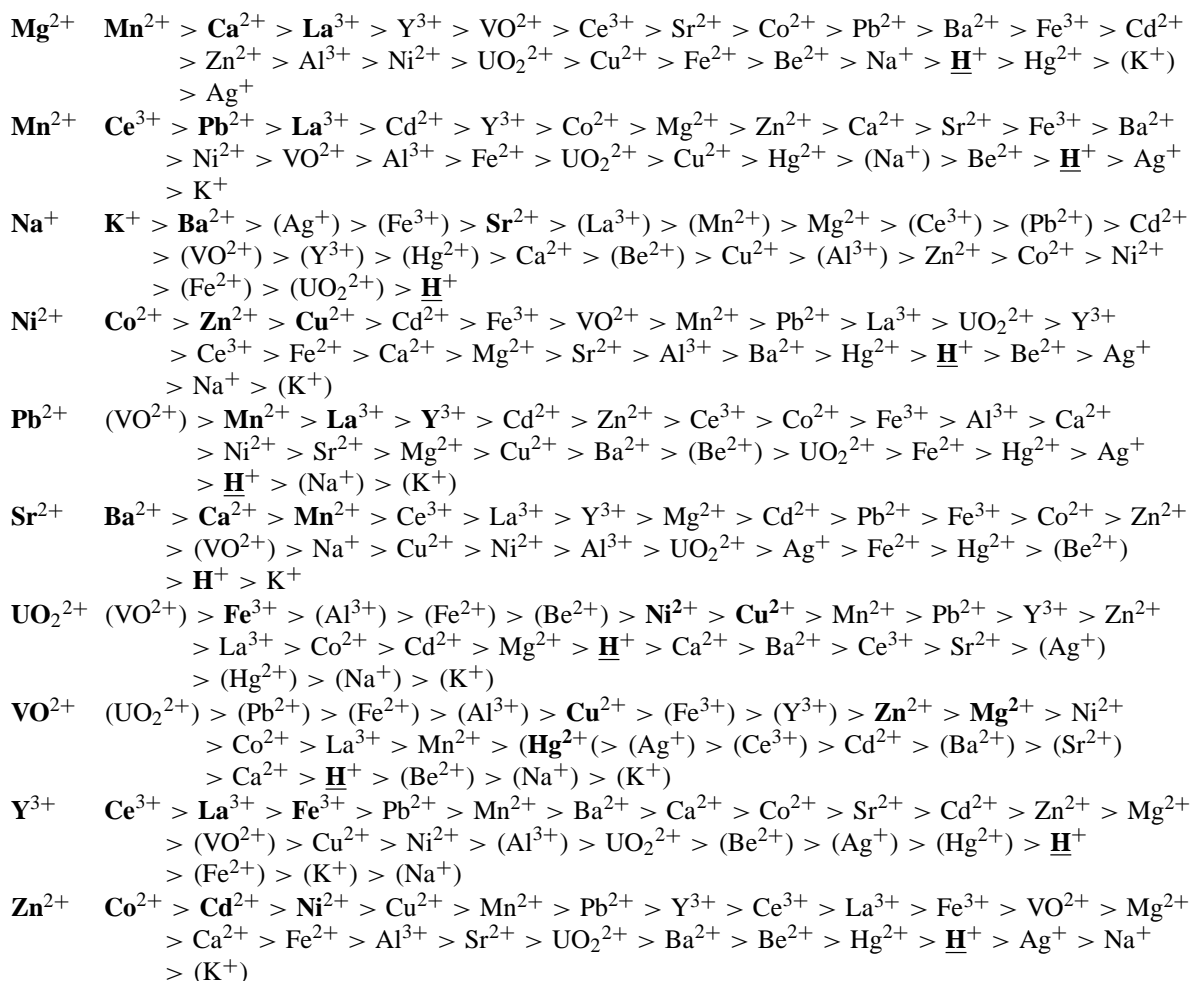 Mg²⁺ Mn²⁺ > Ca²⁺ > La³⁺ > Y³⁺ > VO²⁺ > Ce³⁺ > Sr²⁺ > Co²⁺ > Pb²⁺ > Ba²⁺ > Fe³⁺ > Cd²⁺
> Zn²⁺ > Al³⁺ > Ni²⁺ > UO₂²⁺ > Cu²⁺ > Fe²⁺ > Be²⁺ > Na⁺ > H⁺ > Hg²⁺ > (K⁺)
> Ag⁺
Mn²⁺ Ce³⁺ > Pb²⁺ > La³⁺ > Cd²⁺ > Y³⁺ > Co²⁺ > Mg²⁺ > Zn²⁺ > Ca²⁺ > Sr²⁺ > Fe³⁺ > Ba²⁺
> Ni²⁺ > VO²⁺ > Al³⁺ > Fe²⁺ > UO₂²⁺ > Cu²⁺ > Hg²⁺ > (Na⁺) > Be²⁺ > H⁺ > Ag⁺
> K⁺
Na⁺ K⁺ > Ba²⁺ > (Ag⁺) > (Fe³⁺) > Sr²⁺ > (La³⁺) > (Mn²⁺) > Mg²⁺ > (Ce³⁺) > (Pb²⁺) > Cd²⁺
> (VO²⁺) > (Y³⁺) > (Hg²⁺) > Ca²⁺ > (Be²⁺) > Cu²⁺ > (Al³⁺) > Zn²⁺ > Co²⁺ > Ni²⁺
> (Fe²⁺) > (UO₂²⁺) > H⁺
Ni²⁺ Co²⁺ > Zn²⁺ > Cu²⁺ > Cd²⁺ > Fe³⁺ > VO²⁺ > Mn²⁺ > Pb²⁺ > La³⁺ > UO₂²⁺ > Y³⁺
> Ce³⁺ > Fe²⁺ > Ca²⁺ > Mg²⁺ > Sr²⁺ > Al³⁺ > Ba²⁺ > Hg²⁺ > H⁺ > Be²⁺ > Ag⁺
> Na⁺ > (K⁺)
Pb²⁺ (VO²⁺) > Mn²⁺ > La³⁺ > Y³⁺ > Cd²⁺ > Zn²⁺ > Ce³⁺ > Co²⁺ > Fe³⁺ > Al³⁺ > Ca²⁺
> Ni²⁺ > Sr²⁺ > Mg²⁺ > Cu²⁺ > Ba²⁺ > (Be²⁺) > UO₂²⁺ > Fe²⁺ > Hg²⁺ > Ag⁺
> H⁺ > (Na⁺) > (K⁺)
Sr²⁺ Ba²⁺ > Ca²⁺ > Mn²⁺ > Ce³⁺ > La³⁺ > Y³⁺ > Mg²⁺ > Cd²⁺ > Pb²⁺ > Fe³⁺ > Co²⁺ > Zn²⁺
> (VO²⁺) > Na⁺ > Cu²⁺ > Ni²⁺ > Al³⁺ > UO₂²⁺ > Ag⁺ > Fe²⁺ > Hg²⁺ > (Be²⁺)
> H⁺ > K⁺
UO₂²⁺ (VO²⁺) > Fe³⁺ > (Al³⁺) > (Fe²⁺) > (Be²⁺) > Ni²⁺ > Cu²⁺ > Mn²⁺ > Pb²⁺ > Y³⁺ > Zn²⁺
> La³⁺ > Co²⁺ > Cd²⁺ > Mg²⁺ > H⁺ > Ca²⁺ > Ba²⁺ > Ce³⁺ > Sr²⁺ > (Ag⁺)
> (Hg²⁺) > (Na⁺) > (K⁺)
VO²⁺ (UO₂²⁺) > (Pb²⁺) > (Fe²⁺) > (Al³⁺) > Cu²⁺ > (Fe³⁺) > (Y³⁺) > Zn²⁺ > Mg²⁺ > Ni²⁺
> Co²⁺ > La³⁺ > Mn²⁺ > (Hg²⁺(> (Ag⁺) > (Ce³⁺) > Cd²⁺ > (Ba²⁺) > (Sr²⁺)
> Ca²⁺ > H⁺ > (Be²⁺) > (Na⁺) > (K⁺)
Y³⁺ Ce³⁺ > La³⁺ > Fe³⁺ > Pb²⁺ > Mn²⁺ > Ba²⁺ > Ca²⁺ > Co²⁺ > Sr²⁺ > Cd²⁺ > Zn²⁺ > Mg²⁺
> (VO²⁺) > Cu²⁺ > Ni²⁺ > (Al³⁺) > UO₂²⁺ > (Be²⁺) > (Ag⁺) > (Hg²⁺) > H⁺
> (Fe²⁺) > (K⁺) > (Na⁺)
Zn²⁺ Co²⁺ > Cd²⁺ > Ni²⁺ > Cu²⁺ > Mn²⁺ > Pb²⁺ > Y³⁺ > Ce³⁺ > La³⁺ > Fe³⁺ > VO²⁺ > Mg²⁺
> Ca²⁺ > Fe²⁺ > Al³⁺ > Sr²⁺ > UO₂²⁺ > Ba²⁺ > Be²⁺ > Hg²⁺ > H⁺ > Ag⁺ > Na⁺
> (K⁺)